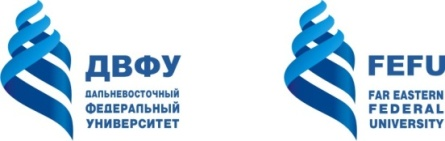 ДВФУ
ДАЛЬНЕВОСТОЧНЫЙ
ФЕДЕРАЛЬНЫЙ
УНИВЕРСИТЕТ
FEFU
FAR EASTERN
FEDERAL
UNIVERSITY